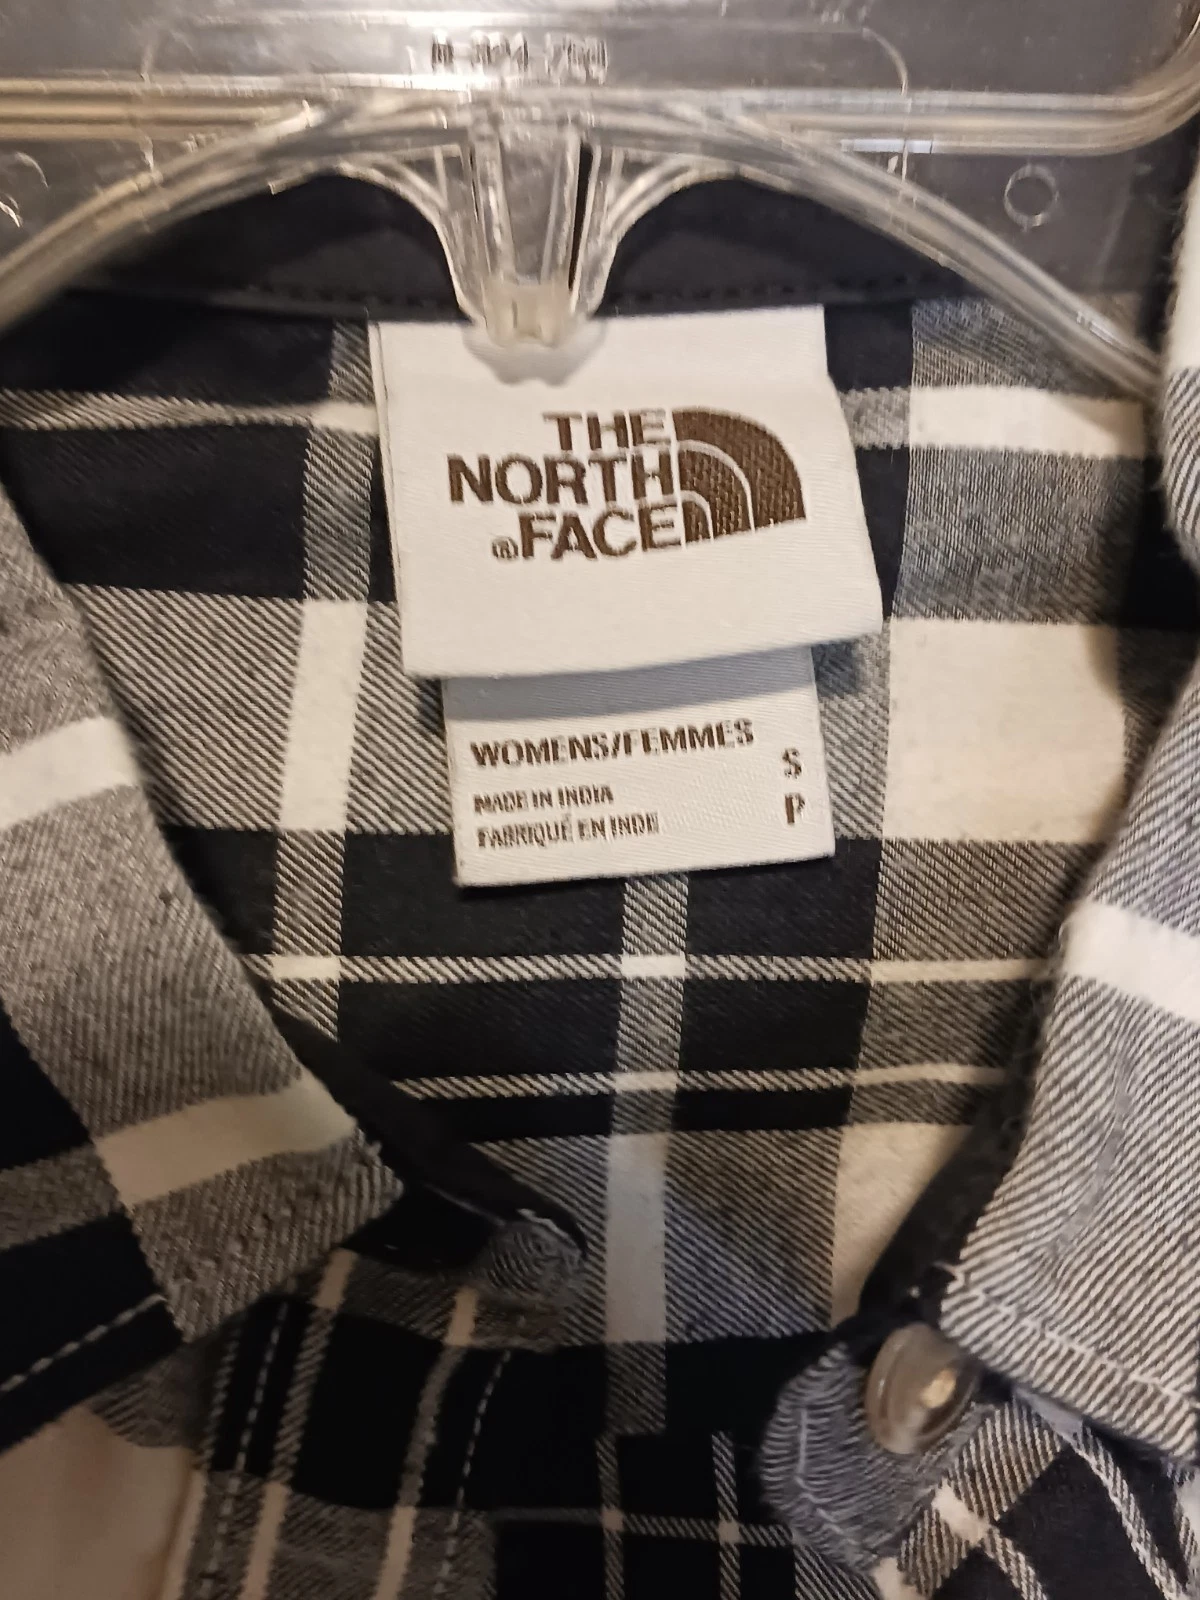 THE
NORTH
®FACE
WOMENS/FEMMES
S
MADE IN INDIA
P
FABRIQUÉ EN INDE